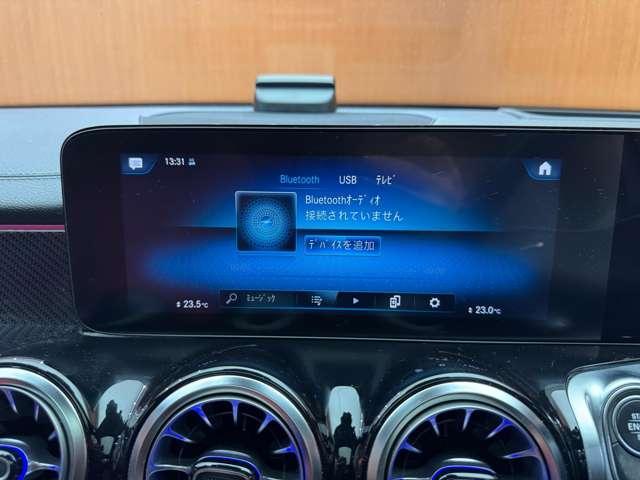 13:31
Bluetooth USB ﾃﾚﾋﾞ
Bluetoothｵｰﾃﾞｨｵ
接続されていません
ﾃﾞﾊﾞｲｽを追加
ﾐｭｰｼﾞｯｸ
23.5℃
23.0℃